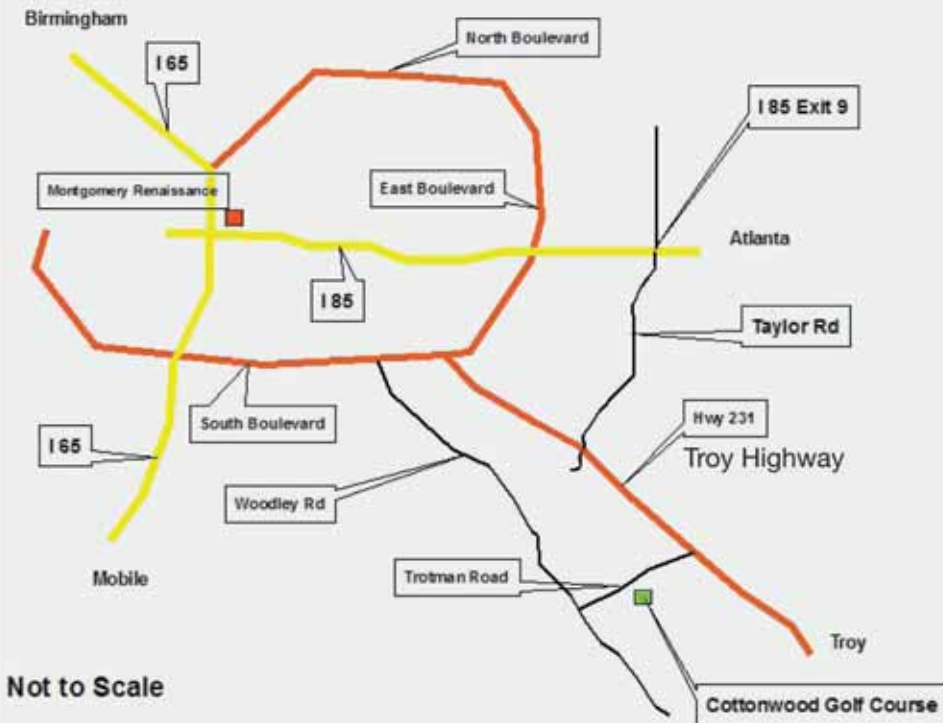 Birmingham
North Boulevard
I 65
I 85 Exit 9
Montgomery Renaissance
East Boulevard
Atlanta
I 85
Taylor Rd
South Boulevard
Hwy 231
I 65
Troy Highway
Woodley Rd
Mobile
Trotman Road
Troy
Not to Scale
Cottonwood Golf Course